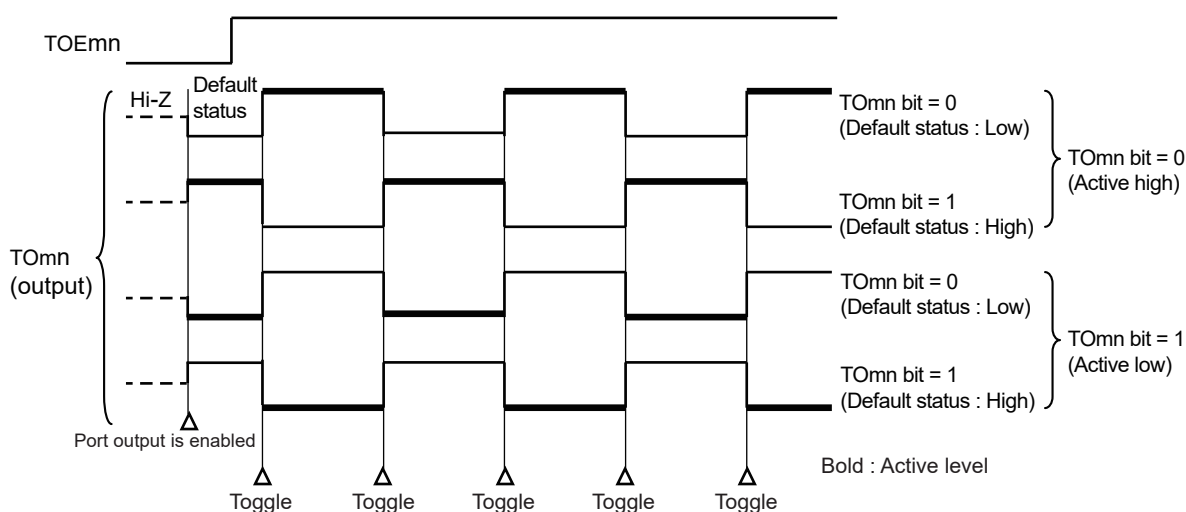 TOEmn
Hi-Z
Default
status
TOmn bit = 0
(Default status : Low)
TOmn bit = 0
(Active high)
TOmn bit = 1
(Default status : High)
TOmn
(output)
TOmn bit = 0
(Default status : Low)
TOmn bit = 1
(Active low)
TOmn bit = 1
(Default status : High)
Port output is enabled
Bold : Active level
Toggle
Toggle
Toggle
Toggle
Toggle